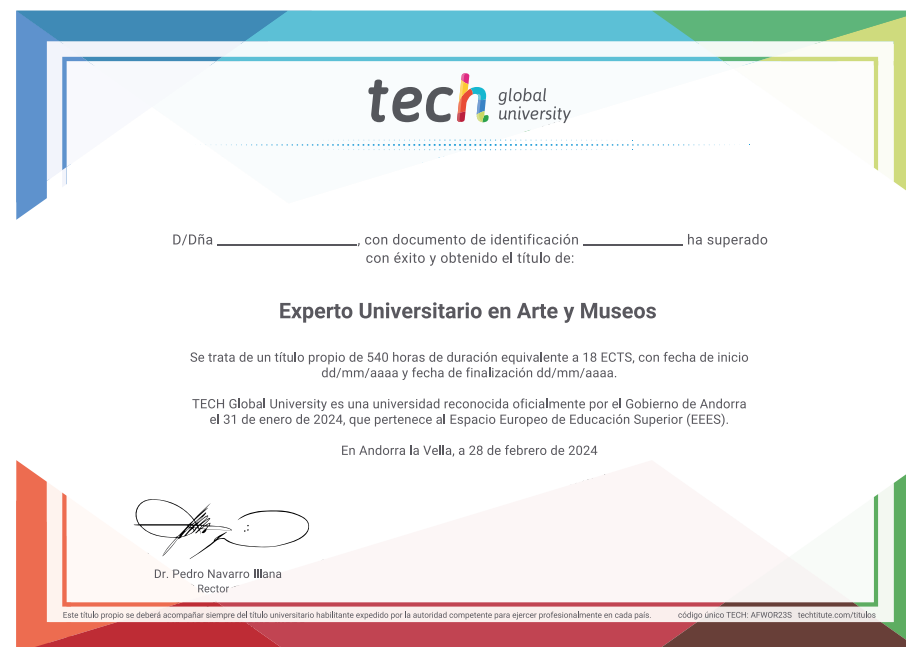 tech global university
D/Dña ______________, con documento de identificación __________ ha superado
con éxito y obtenido el título de:
Experto Universitario en Arte y Museos
Se trata de un título propio de 540 horas de duración equivalente a 18 ECTS, con fecha de inicio
dd/mm/aaaa y fecha de finalización dd/mm/aaaa.
TECH Global University es una universidad reconocida oficialmente por el Gobierno de Andorra
el 31 de enero de 2024, que pertenece al Espacio Europeo de Educación Superior (EEES).
En Andorra la Vella, a 28 de febrero de 2024
Dr. Pedro Navarro Illana
Rector
Este título propio se deberá acompañar siempre del título universitario habilitante expedido por la autoridad competente para ejercer profesionalmente en cada país. código único TECH: AFWOR23S techtitute.com/titulos